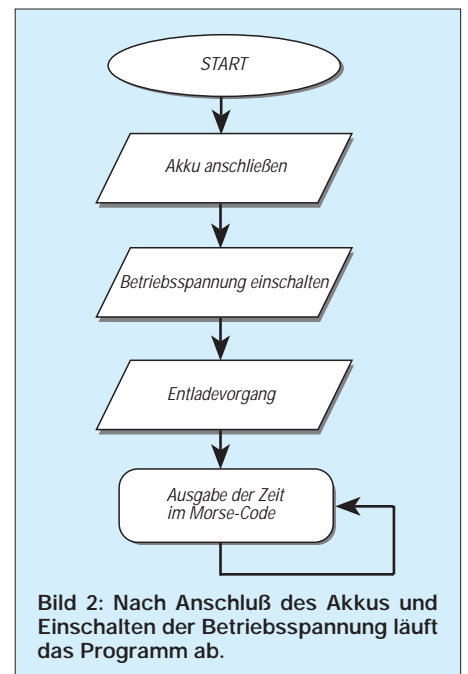 START
Akku anschließen
Betriebsspannung einschalten
Entladevorgang
Ausgabe der Zeit
im Morse-Code
Bild 2: Nach Anschluß des Akkus und
Einschalten der Betriebsspannung läuft
das Programm ab.